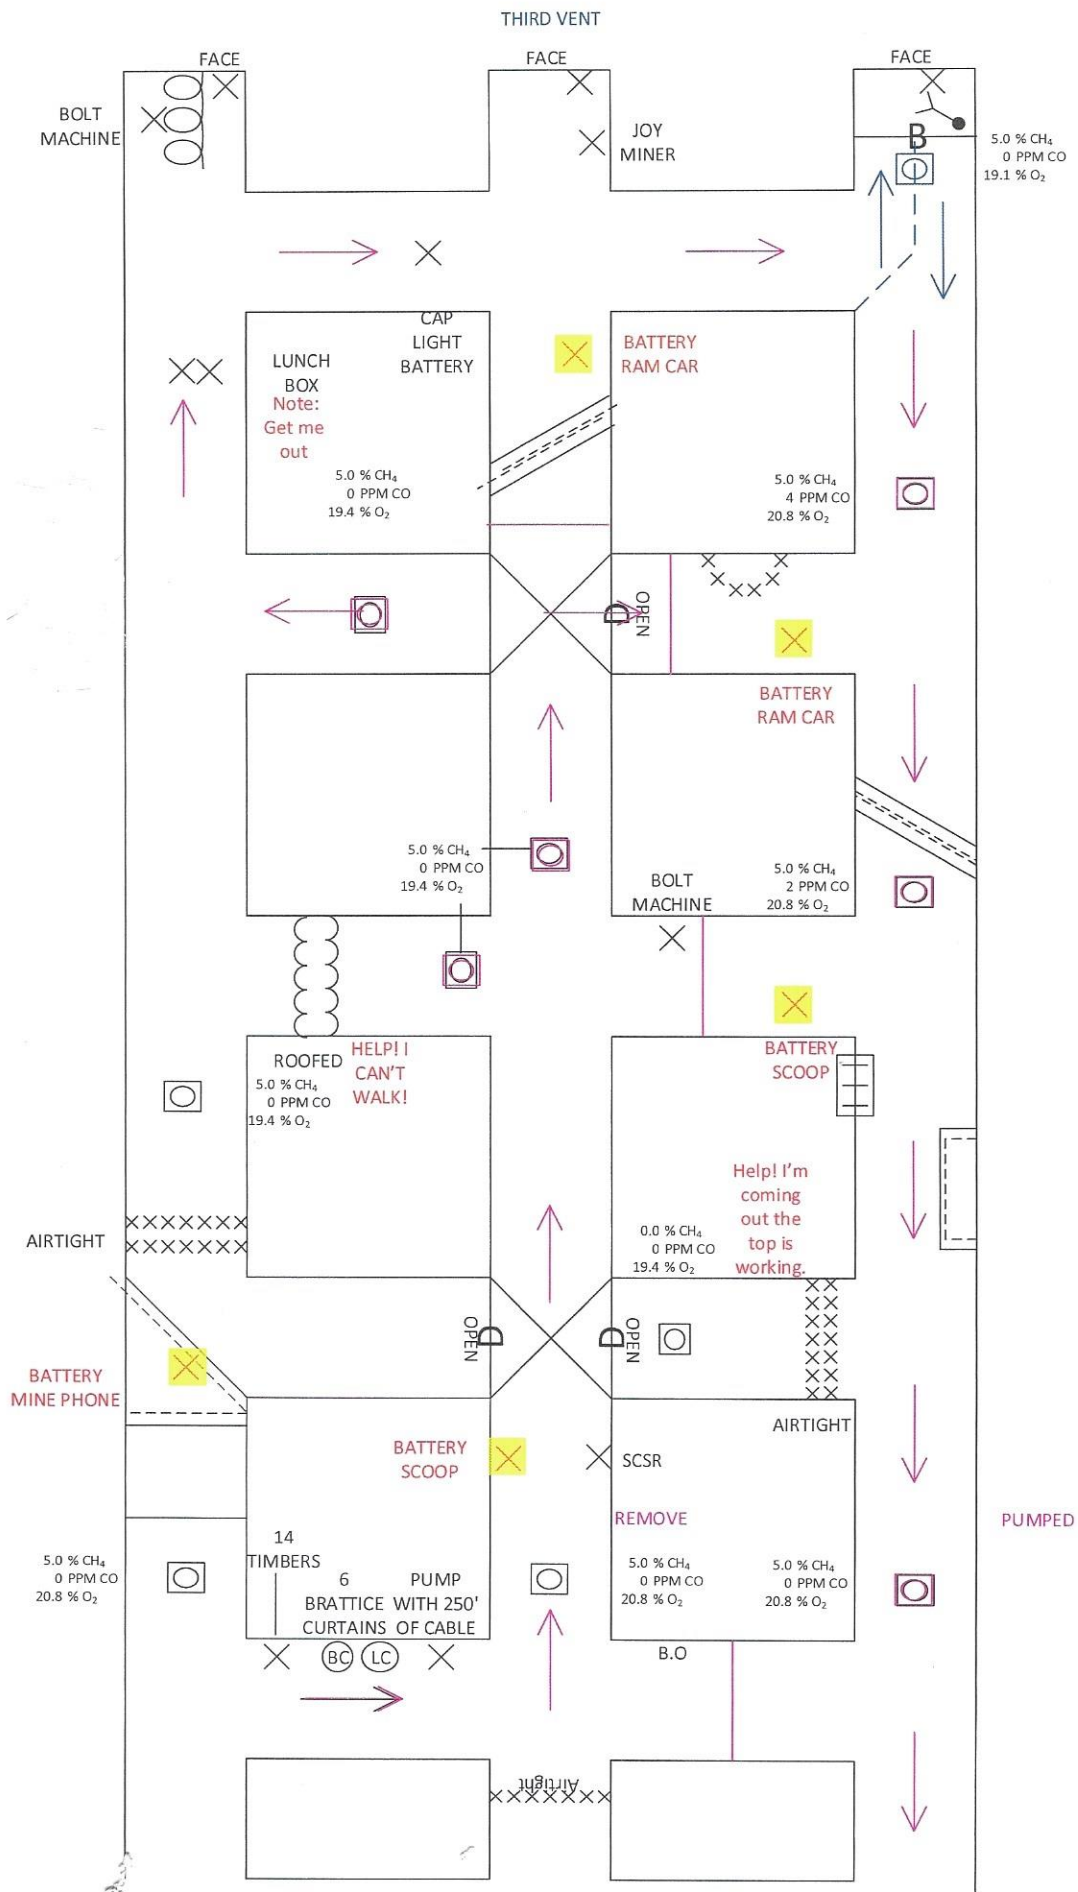 THIRD VENT
FACE
FACE
FACE
BOLT
MACHINE
JOY
MINER
B
5.0 % CH₄
0 PPM CO
19.1 % O₂
CAP
LIGHT
BATTERY
LUNCH
BOX
Note:
Get me
out
BATTERY
RAM CAR
5.0 % CH₄
0 PPM CO
19.4 % O₂
5.0 % CH₄
4 PPM CO
20.8 % O₂
D
OPEN
BATTERY
RAM CAR
5.0 % CH₄
0 PPM CO
19.4 % O₂
BOLT
MACHINE
5.0 % CH₄
2 PPM CO
20.8 % O₂
ROOFED
5.0 % CH₄
0 PPM CO
19.4 % O₂
HELP! I
CAN'T
WALK!
BATTERY
SCOOP
Help! I'm
coming
out the
top is
working.
0.0 % CH₄
0 PPM CO
19.4 % O₂
AIRTIGHT
OPEN
D
D
OPEN
BATTERY
MINE PHONE
AIRTIGHT
BATTERY
SCOOP
SCSR
REMOVE
PUMPED
14
TIMBERS
5.0 % CH₄
0 PPM CO
20.8 % O₂
6
BRATTICE
CURTAINS
PUMP
WITH 250'
OF CABLE
5.0 % CH₄
0 PPM CO
20.8 % O₂
5.0 % CH₄
0 PPM CO
20.8 % O₂
BC
LC
B.O
Airtight